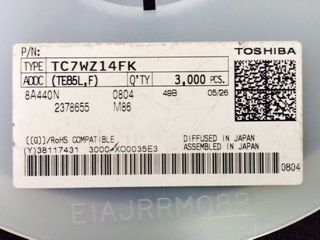 P/N:
TOSHIBA
TYPE TC7WZ14FK
ADDC (TE85L,F) Q'TY 3,000 PCS.
8A440N 0804 49B 05/26
2378655 M86
[[G]]/RoHS COMPATIBLE DIFFUSED IN JAPAN
ASSEMBLED IN JAPAN
(Y)38117431 3000/X00035E3
0804
EIAJRRM08B